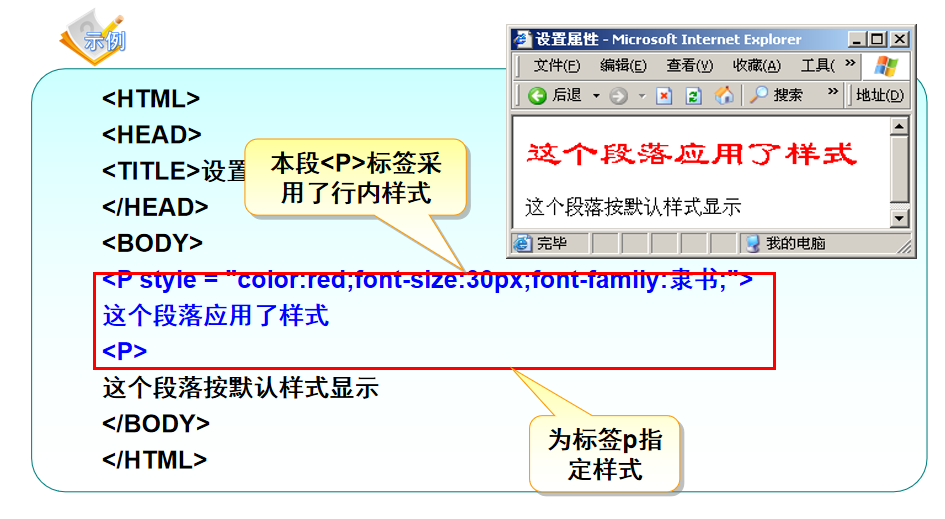 示例
<HTML>
<HEAD>
<TITLE>设置
</HEAD>
<BODY>
<P style = "color:red;font-size:30px;font-family:隶书;">
这个段落应用了样式
<P>
这个段落按默认样式显示
</BODY>
</HTML>
本段<P>标签采
用了行内样式
为标签p指
定样式
设置属性 - Microsoft Internet Explorer
文件(F) 编辑(E) 查看(V) 收藏(A) 工具( »
后退 搜索 » 地址(D)
这个段落应用了样式
这个段落按默认样式显示
完毕 我的电脑